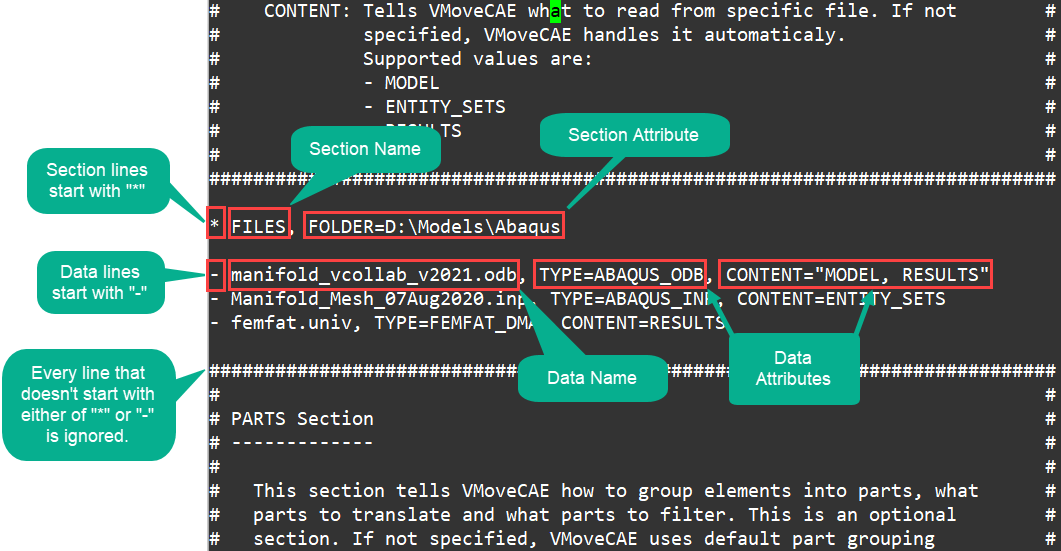 #    CONTENT: Tells VMoveCAE what to read from specific file. If not        #
#             specified, VMoveCAE handles it automaticaly.                  #
#             Supported values are:                                         #
#             - MODEL                                                       #
#             - ENTITY_SETS                                                 #
#                                                                           #
#                                                                           #
Section Name
Section Attribute
Section lines
start with "*"
#############################################################################
* FILES, FOLDER=D:\Models\Abaqus
Data lines
start with "-"
- manifold_vcollab_v2021.odb, TYPE=ABAQUS_ODB, CONTENT="MODEL, RESULTS"
- Manifold_Mesh_07Aug2020.inp, TYPE=ABAQUS_INP, CONTENT=ENTITY_SETS
- femfat.univ, TYPE=FEMFAT_DMA, CONTENT=RESULTS
Every line that
doesn't start with
either of "*" or "-"
is ignored.
Data Name
Data
Attributes
#############################################################################
#                                                                           #
# PARTS Section                                                             #
# -------------                                                             #
#                                                                           #
#   This section tells VMoveCAE how to group elements into parts, what      #
#   parts to translate and what parts to filter. This is an optional        #
#   section. If not specified, VMoveCAE uses default part grouping          #